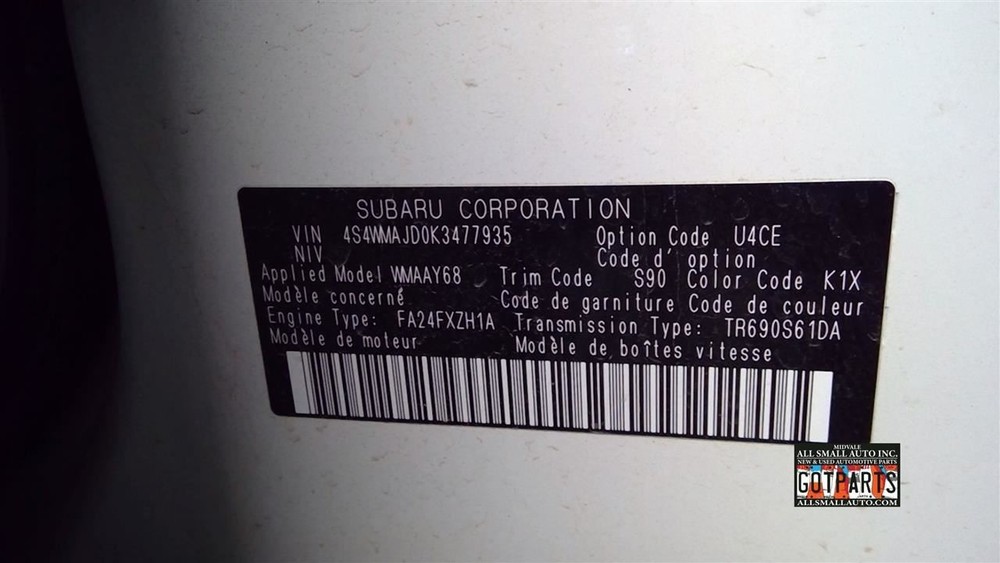 SUBARU CORPORATION
VIN 4S4WMAJD0K3477935 Option Code U4CE
NIV Code d'option
Applied Model WMAAY68 Trim Code S90 Color Code K1X
Modèle concerné Code de garniture Code de couleur
Engine Type: FA24FXZH1A Transmission Type: TR690S61DA
Modèle de moteur Modèle de boîtes vitesse
MIDVALE
ALL SMALL AUTO INC.
NEW & USED AUTOMOTIVE PARTS
GOTPARTS
ALLSMALLAUTO.COM